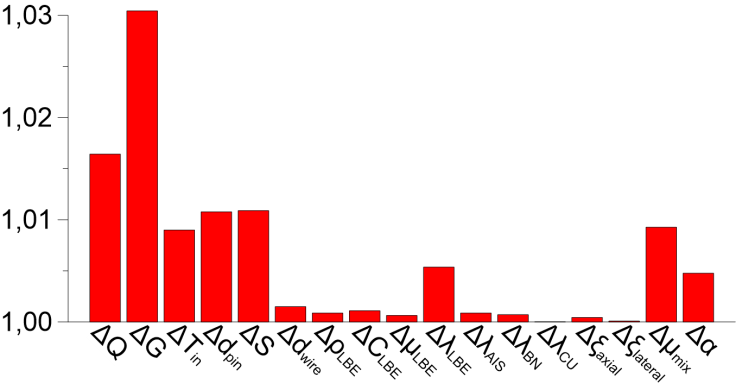 1,03
1,02
1,01
1,00
ΔQ
ΔG
ΔTin
Δdpin
ΔS
Δdwire
ΔρLBE
ΔCLBE
ΔμLBE
ΔλLBE
ΔλAIS
ΔλBN
ΔλCU
Δξaxial
Δξlateral
Δμmix
Δα